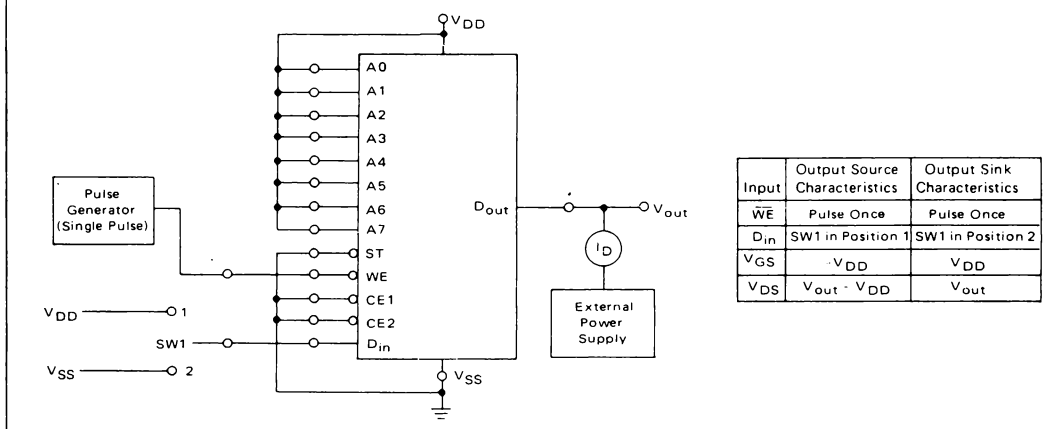 VDD
A0
A1
A2
A3
A4
A5
A6
A7
ST
WE
CE1
CE2
Din
Dout
Vout
ID
VSS
Pulse
Generator
(Single Pulse)
VDD 1
SW1
VSS 2
External
Power
Supply
Input Output Source Characteristics Output Sink Characteristics
WE Pulse Once Pulse Once
Din SW1 in Position 1 SW1 in Position 2
VGS -VDD VDD
VDS Vout - VDD Vout